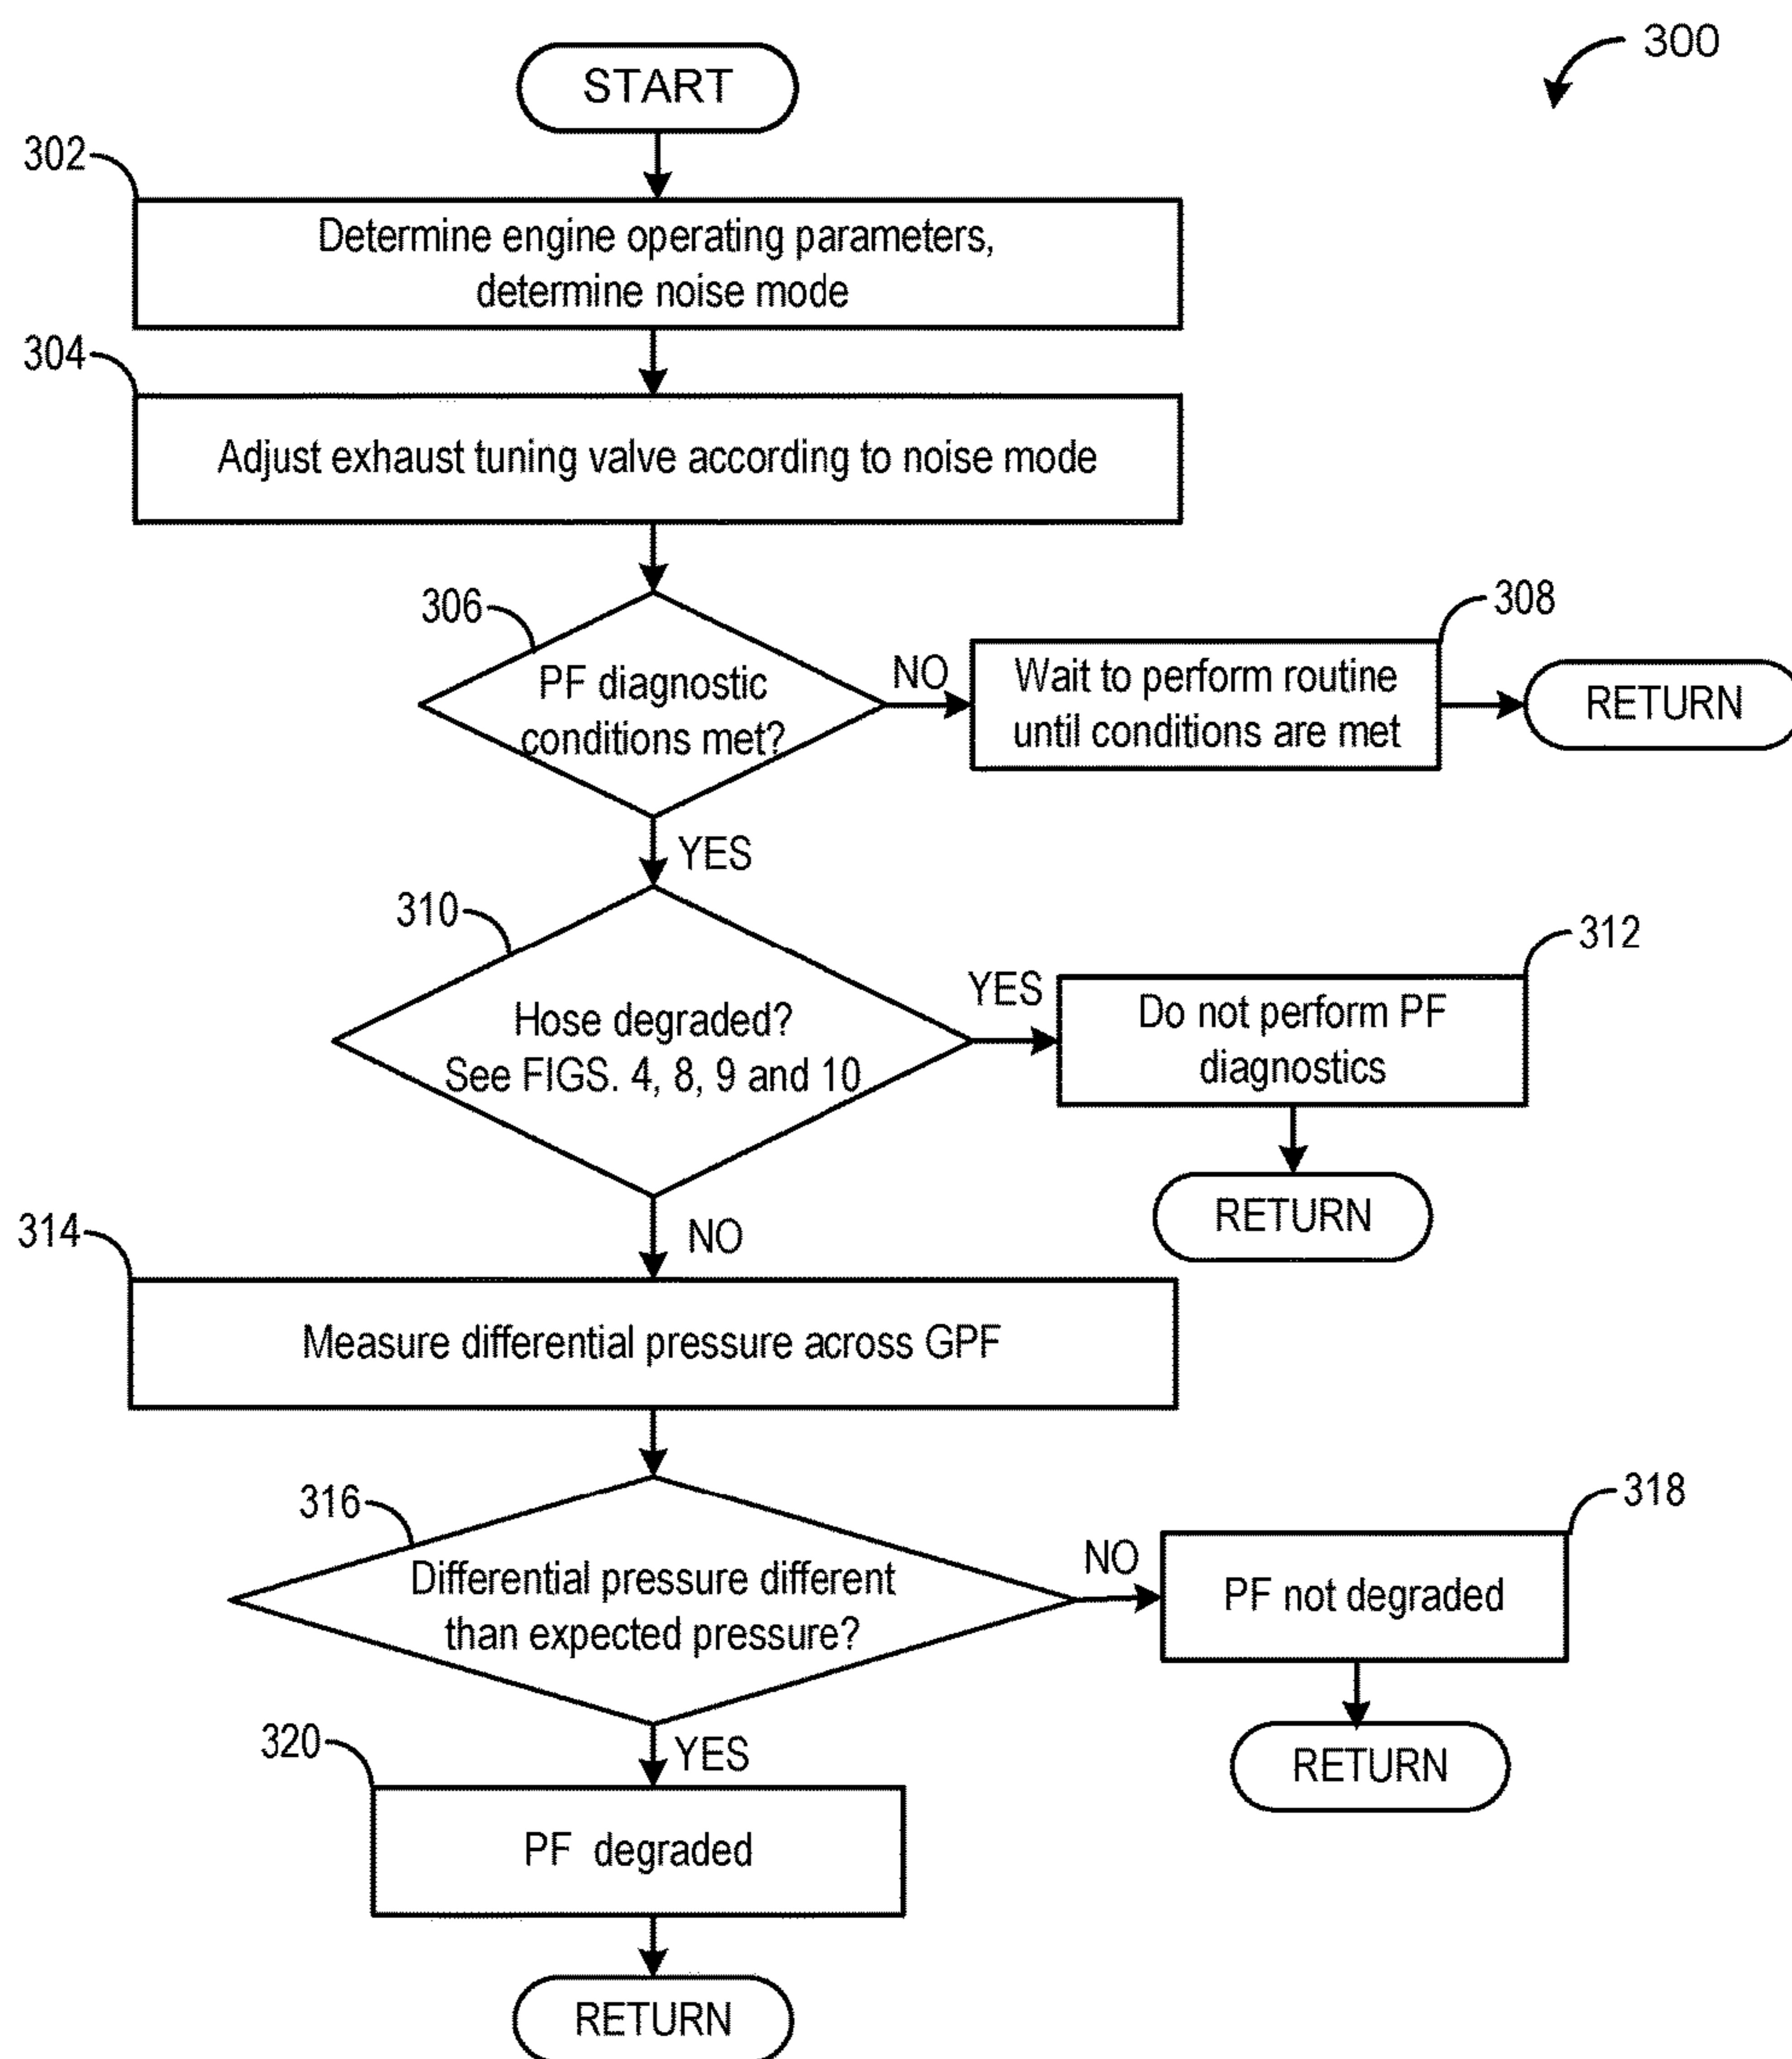 300
START
302
Determine engine operating parameters,
determine noise mode
304
Adjust exhaust tuning valve according to noise mode
306
PF diagnostic
conditions met?
NO
308
Wait to perform routine
until conditions are met
RETURN
YES
310
Hose degraded?
See FIGS. 4, 8, 9 and 10
YES
312
Do not perform PF
diagnostics
RETURN
NO
314
Measure differential pressure across GPF
316
Differential pressure different
than expected pressure?
NO
318
PF not degraded
RETURN
YES
320
PF degraded
RETURN